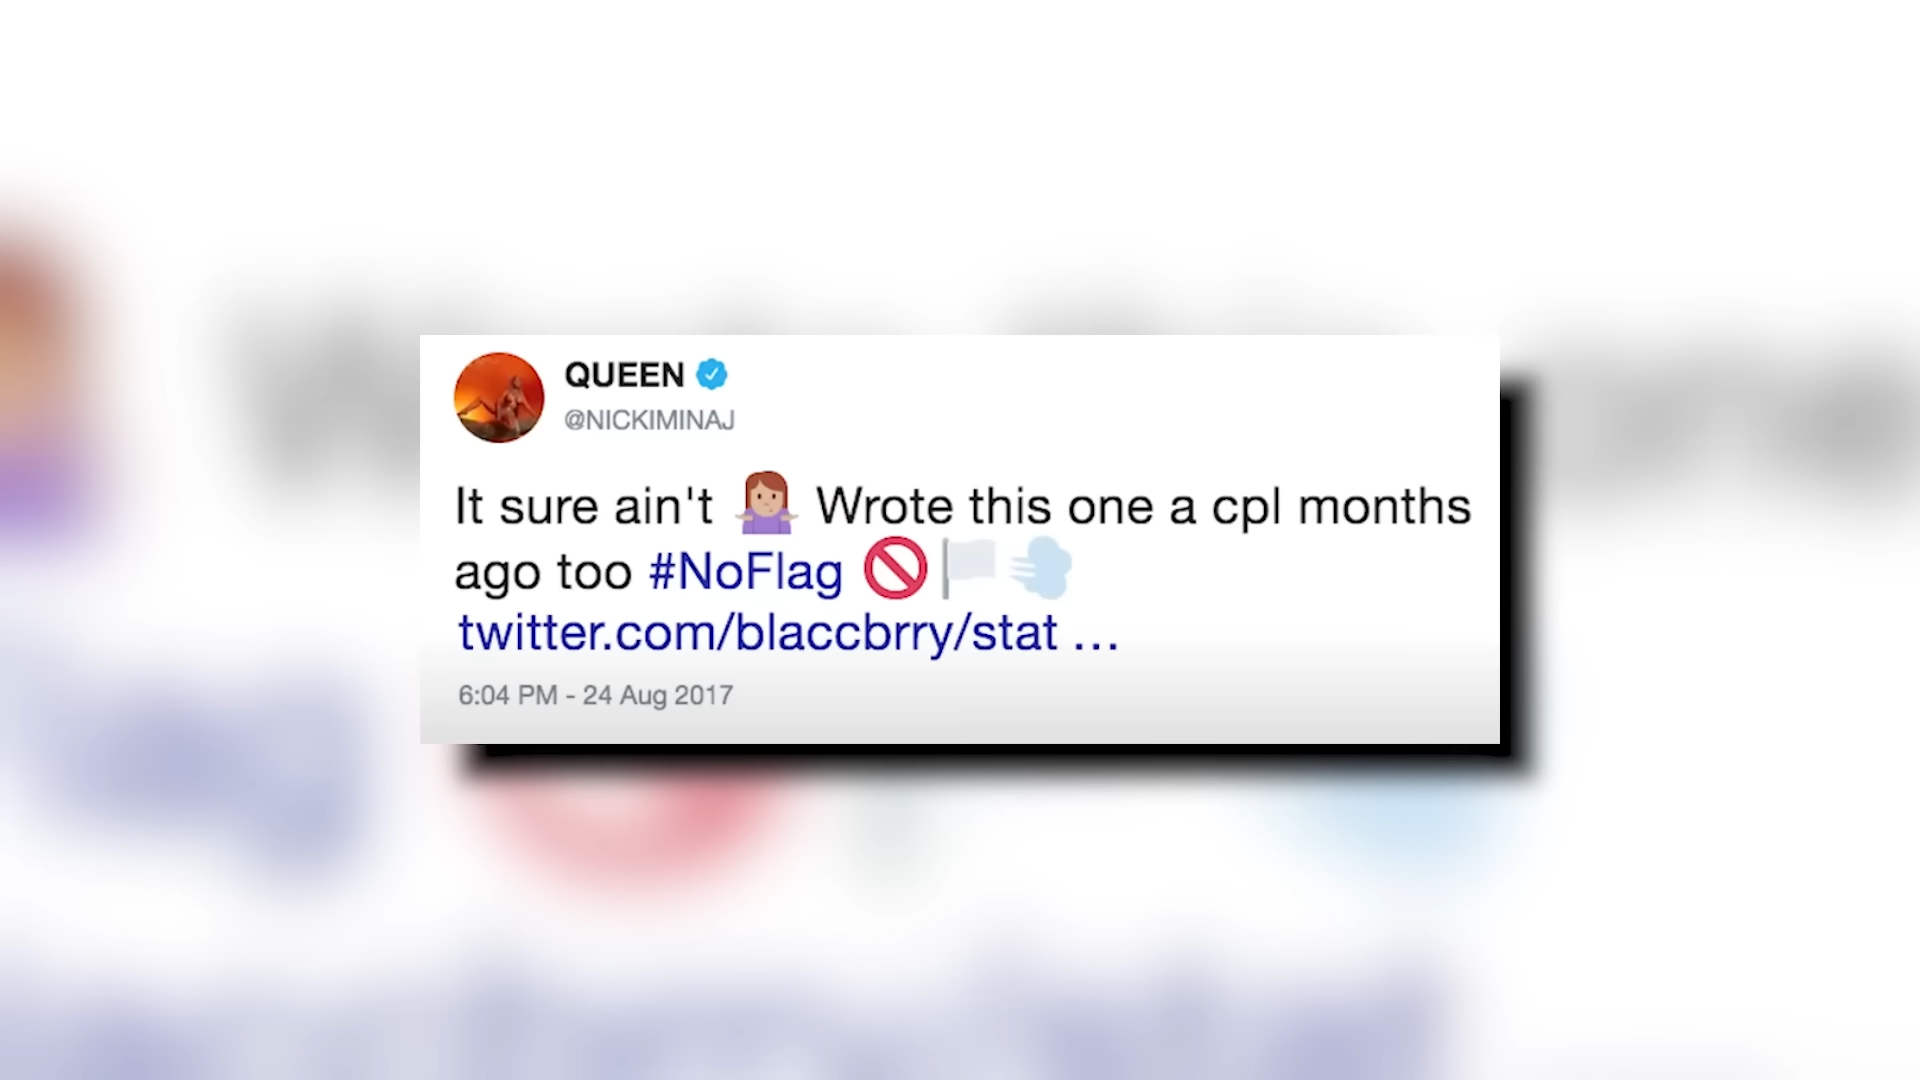 QUEEN
@NICKIMINAJ
It sure ain't 🤷🏽‍♀️ Wrote this one a cpl months
ago too #NoFlag 🚫🏳️💨
twitter.com/blaccbrry/stat ...
6:04 PM - 24 Aug 2017